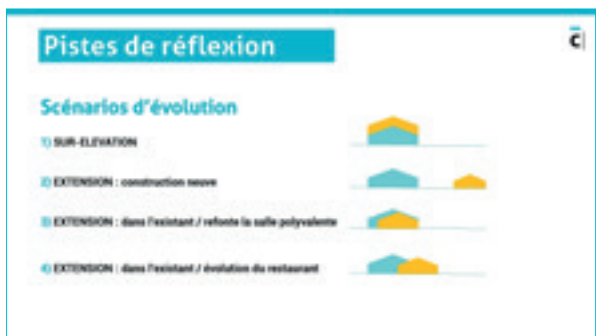 Pistes de réflexion
c
Scénarios d'évolution
1) SUR-ELEVATION
2) EXTENSION : construction neuve
3) EXTENSION : dans l'existant / refonte la salle polyvalente
4) EXTENSION : dans l'existant / évolution du restaurant